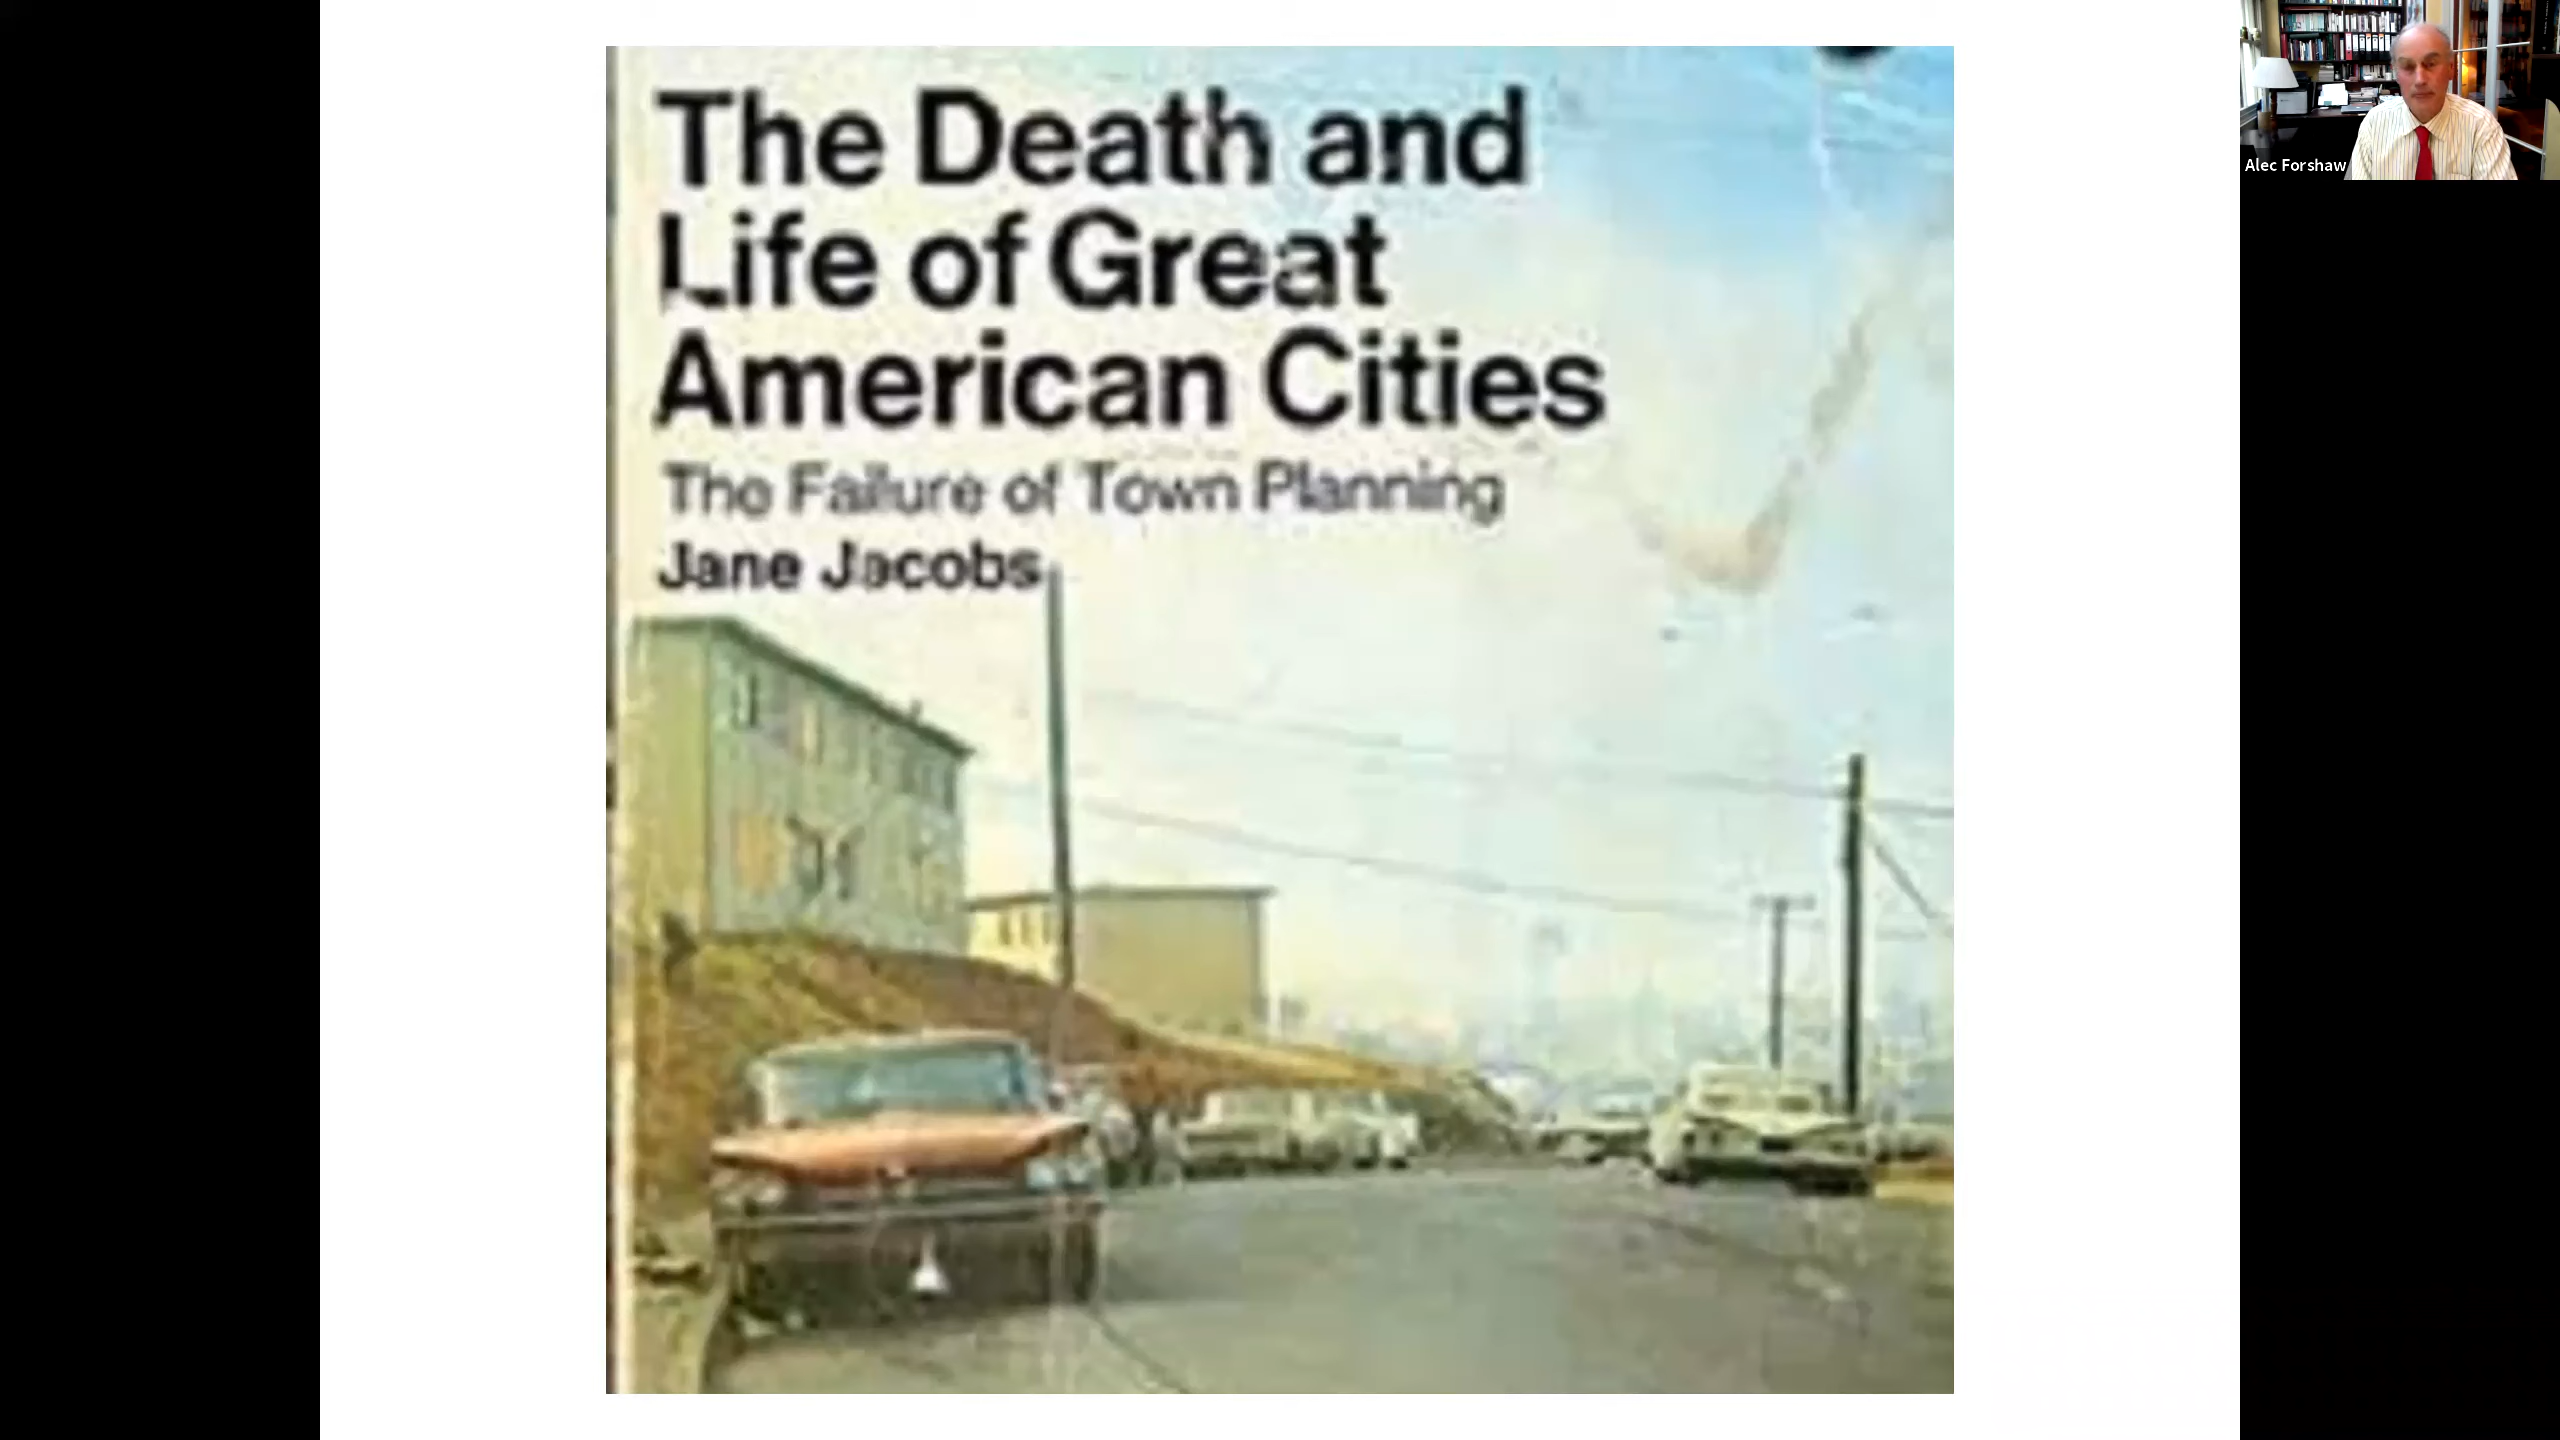 The Death and
Life of Great
American Cities
The Failure of Town Planning
Jane Jacobs
Alec Forshaw